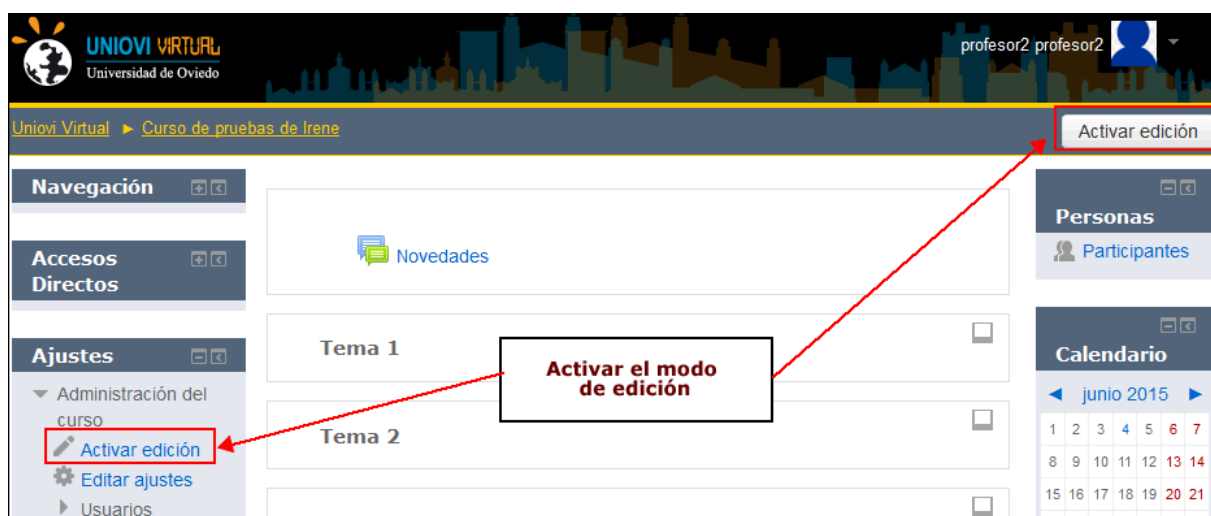 UNIOVI VIRTUAL
Universidad de Oviedo
profesor2 profesor2
Uniovi Virtual ► Curso de pruebas de Irene
Activar edición
Navegación
Accesos
Directos
Ajustes
Administración del
curso
Activar edición
Editar ajustes
Usuarios
Novedades
Tema 1
Tema 2
Activar el modo
de edición
Personas
Participantes
Calendario
◄ junio 2015 ►
1 2 3 4 5 6 7
8 9 10 11 12 13 14
15 16 17 18 19 20 21